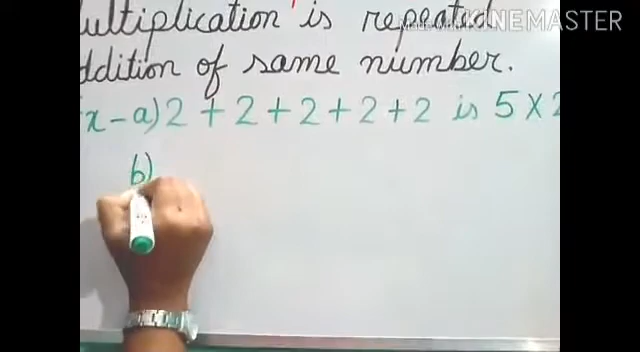 ultiplication is repeated
ddition of same number.
x - a) 2 + 2 + 2 + 2 + 2 is 5 x 2
b)
KINEMASTER